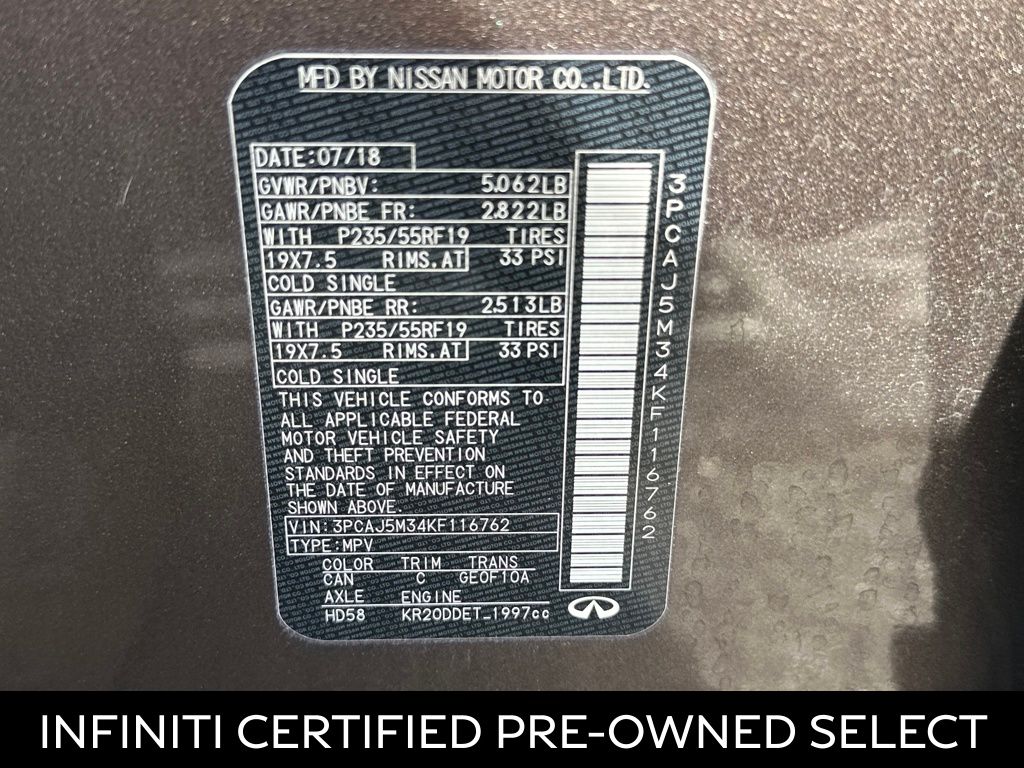 MFD BY NISSAN MOTOR CO.,LTD.
DATE:07/18
GVWR/PNBV: 5.062LB
GAWR/PNBE FR: 2.822LB
WITH P235/55RF19 TIRES
19X7.5 RIMS.AT 33 PSI
COLD SINGLE
GAWR/PNBE RR: 2.513LB
WITH P235/55RF19 TIRES
19X7.5 RIMS.AT 33 PSI
COLD SINGLE
THIS VEHICLE CONFORMS TO
ALL APPLICABLE FEDERAL
MOTOR VEHICLE SAFETY
AND THEFT PREVENTION
STANDARDS IN EFFECT ON
THE DATE OF MANUFACTURE
SHOWN ABOVE.
VIN:3PCAJ5M34KF116762
TYPE:MPV
COLOR TRIM TRANS
CAN C GE0F10A
AXLE ENGINE
HD58 KR20DDET_1997cc
3PCAJ5M34KF116762
INFINITI CERTIFIED PRE-OWNED SELECT